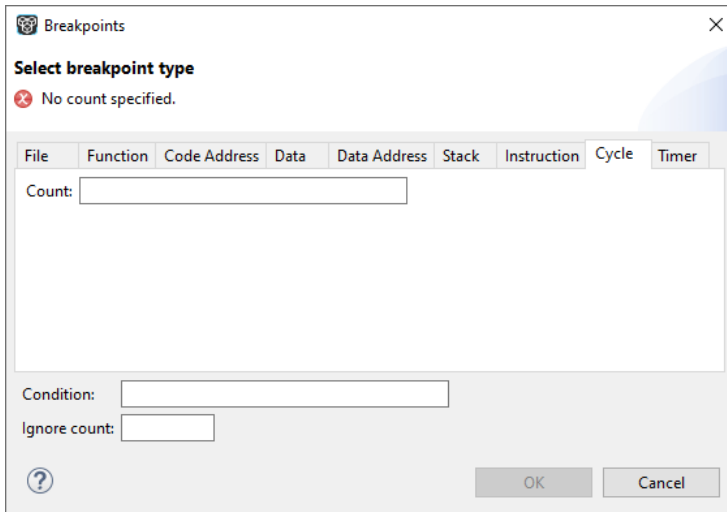 Breakpoints
Select breakpoint type
No count specified.
File Function Code Address Data Data Address Stack Instruction Cycle Timer
Count:
Condition:
Ignore count:
? OK Cancel